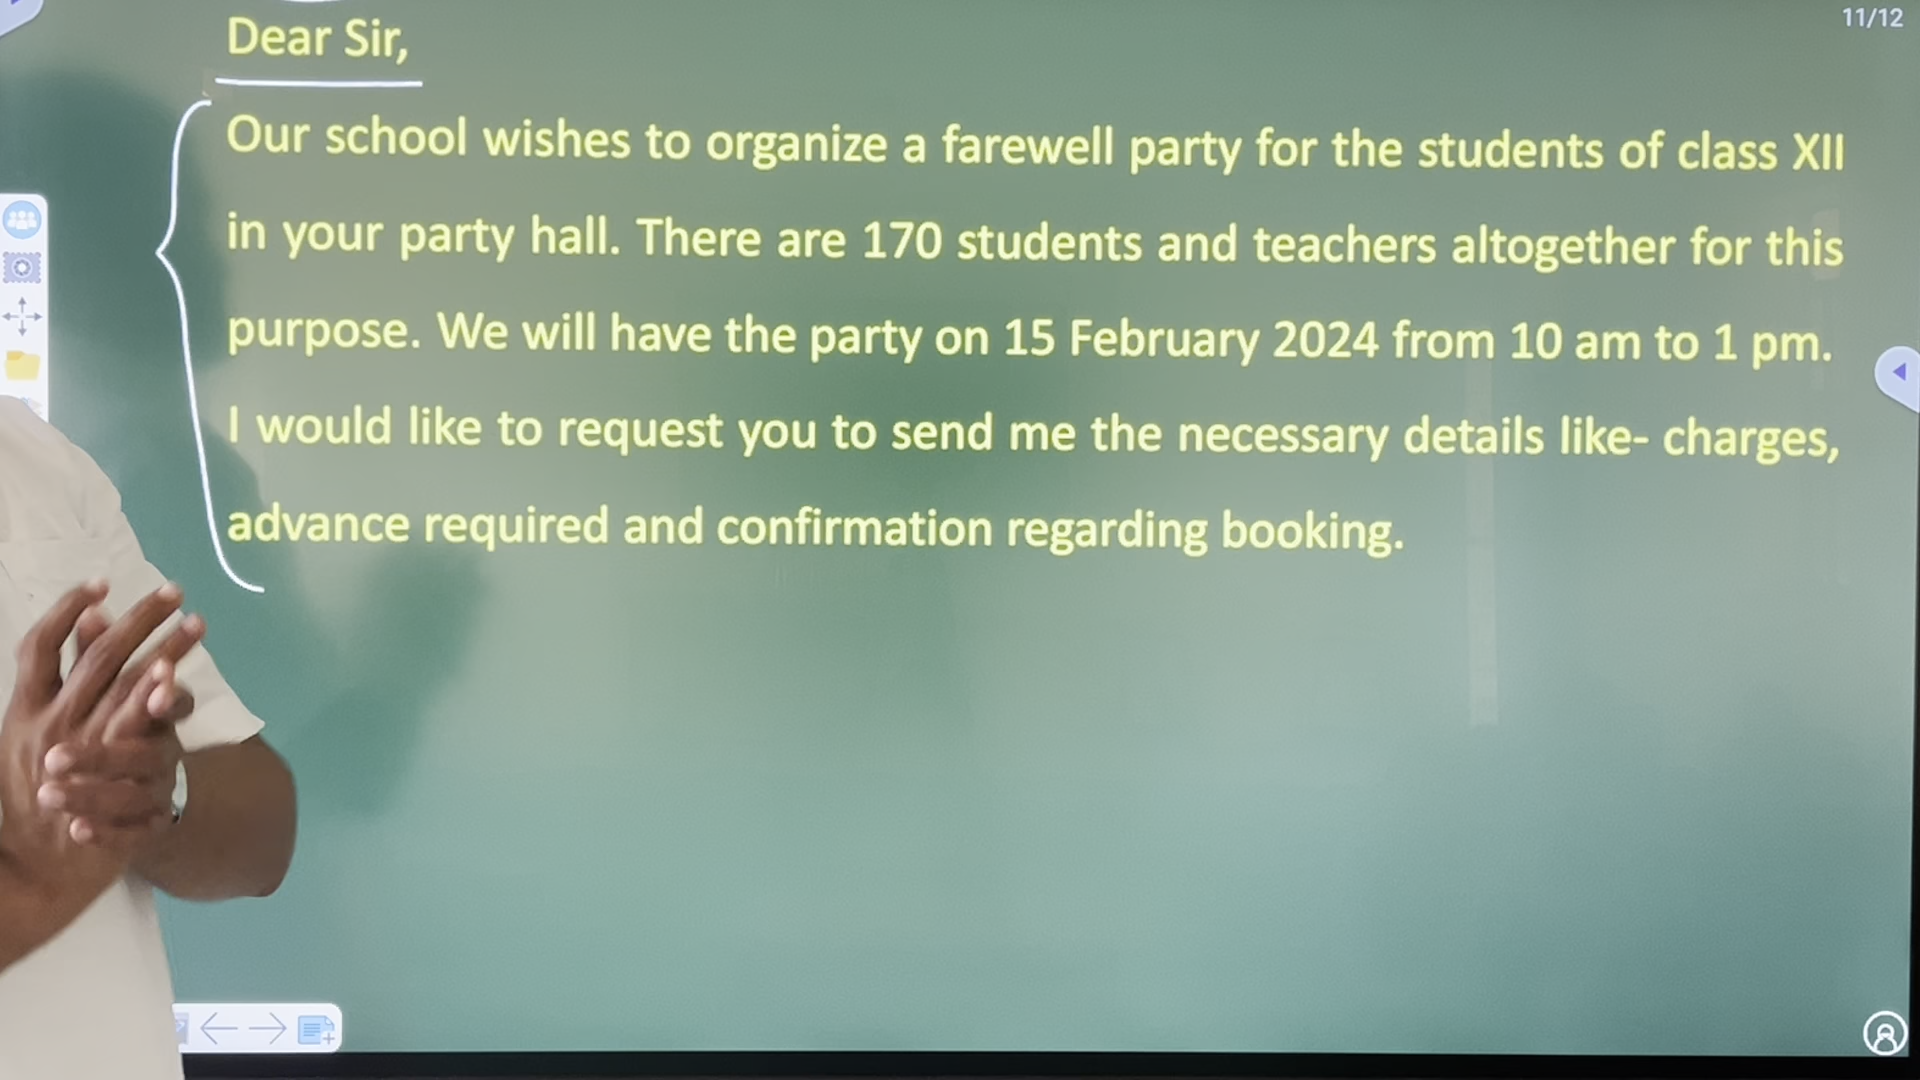 11/12
Dear Sir,
Our school wishes to organize a farewell party for the students of class XII
in your party hall. There are 170 students and teachers altogether for this
purpose. We will have the party on 15 February 2024 from 10 am to 1 pm.
I would like to request you to send me the necessary details like- charges,
advance required and confirmation regarding booking.